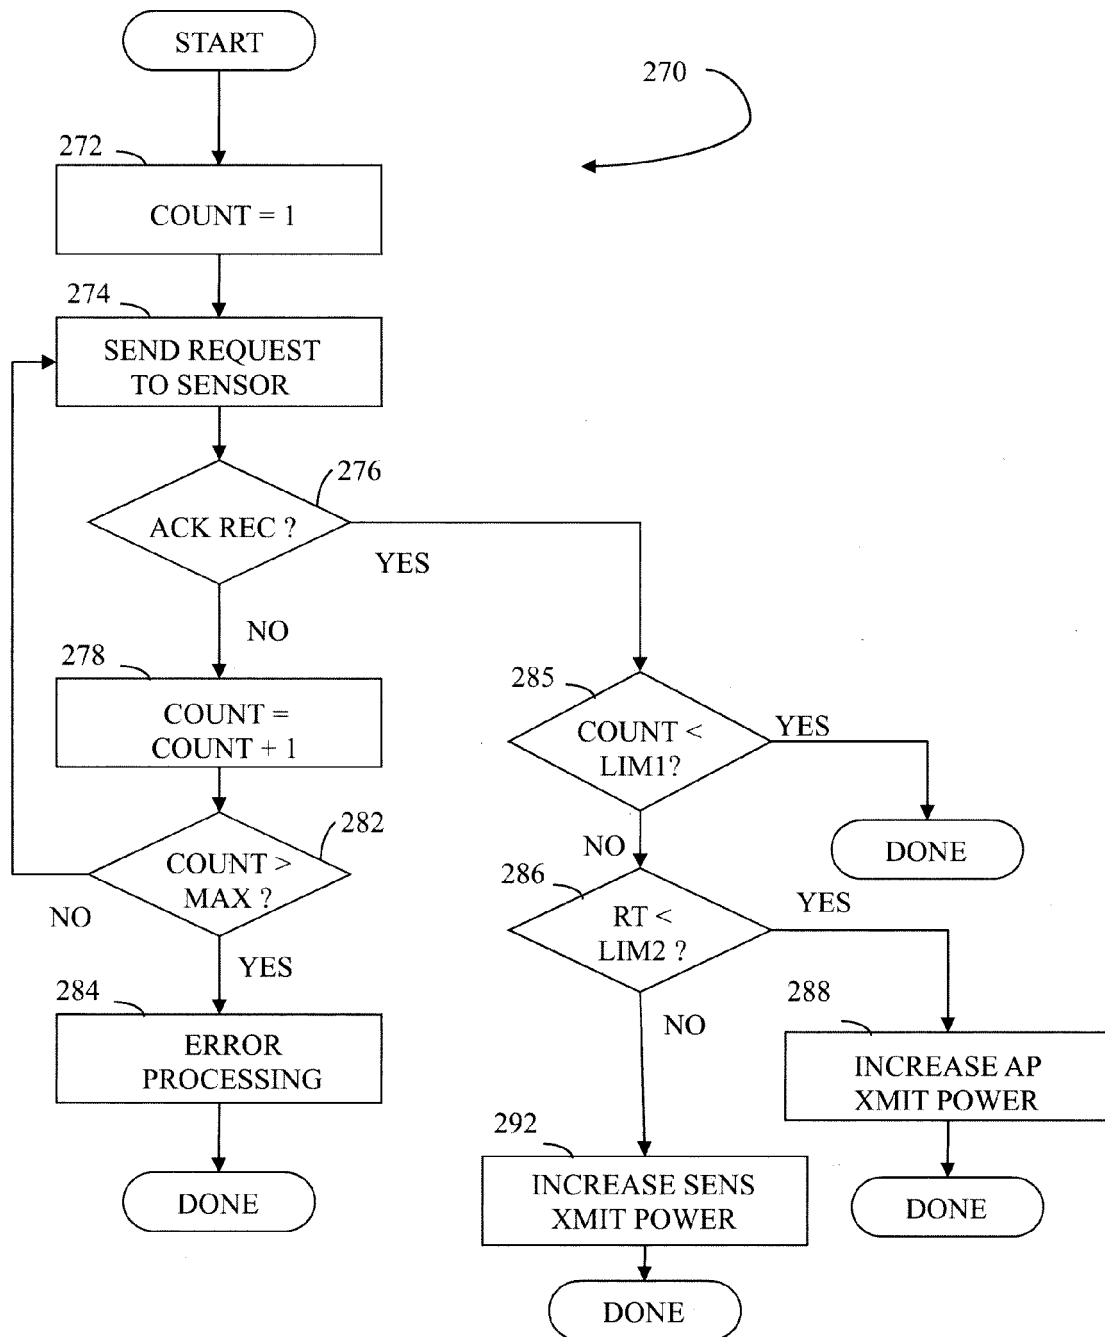 START
270
272
COUNT = 1
274
SEND REQUEST
TO SENSOR
276
ACK REC ?
YES
NO
278
COUNT =
COUNT + 1
285
COUNT <
LIM1?
YES
DONE
282
COUNT >
MAX ?
NO
YES
NO
286
RT <
LIM2 ?
YES
NO
284
ERROR
PROCESSING
DONE
288
INCREASE AP
XMIT POWER
DONE
292
INCREASE SENS
XMIT POWER
DONE